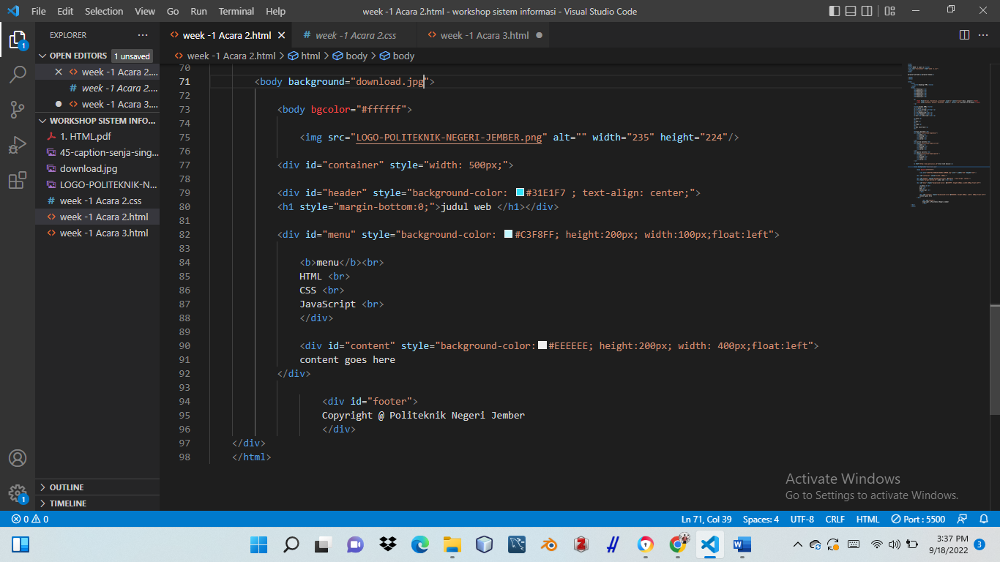 File Edit Selection View Go Run Terminal Help week -1 Acara 2.html - workshop sistem informasi - Visual Studio Code
EXPLORER ...
OPEN EDITORS 1 unsaved
week -1 Acara 2....
# week -1 Acara 2....
week -1 Acara 3....
WORKSHOP SISTEM INFO...
1. HTML.pdf
45-caption-senja-sing...
download.jpg
LOGO-POLITEKNIK-N...
# week -1 Acara 2.css
<> week -1 Acara 2.html
<> week -1 Acara 3.html
OUTLINE
TIMELINE
<> week -1 Acara 2.html # week -1 Acara 2.css <> week -1 Acara 3.html
<> week -1 Acara 2.html > html > body > body
70
71 <body background="download.jpg">
72
73 <body bgcolor="#ffffff">
74
75 <img src="LOGO-POLITEKNIK-NEGERI-JEMBER.png" alt="" width="235" height="224"/>
76
77 <div id="container" style="width: 500px;">
78
79 <div id="header" style="background-color: #31E1F7 ; text-align: center;">
80 <h1 style="margin-bottom:0;">judul web </h1></div>
81
82 <div id="menu" style="background-color: #C3F8FF; height:200px; width:100px;float:left">
83
84 <b>menu</b><br>
85 HTML <br>
86 CSS <br>
87 JavaScript <br>
88 </div>
89
90 <div id="content" style="background-color:#EEEEEE; height:200px; width: 400px;float:left">
91 content goes here
92 </div>
93
94 <div id="footer">
95 Copyright @ Politeknik Negeri Jember
96 </div>
97 </div>
98 </html>
Activate Windows
Go to Settings to activate Windows.
0 0 Ln 71, Col 39 Spaces: 4 UTF-8 CRLF HTML Port : 5500
3:37 PM
9/18/2022 3